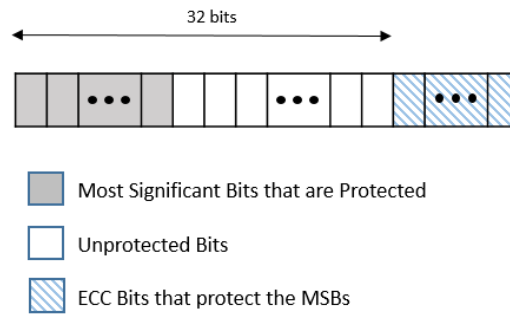 32 bits
Most Significant Bits that are Protected
Unprotected Bits
ECC Bits that protect the MSBs